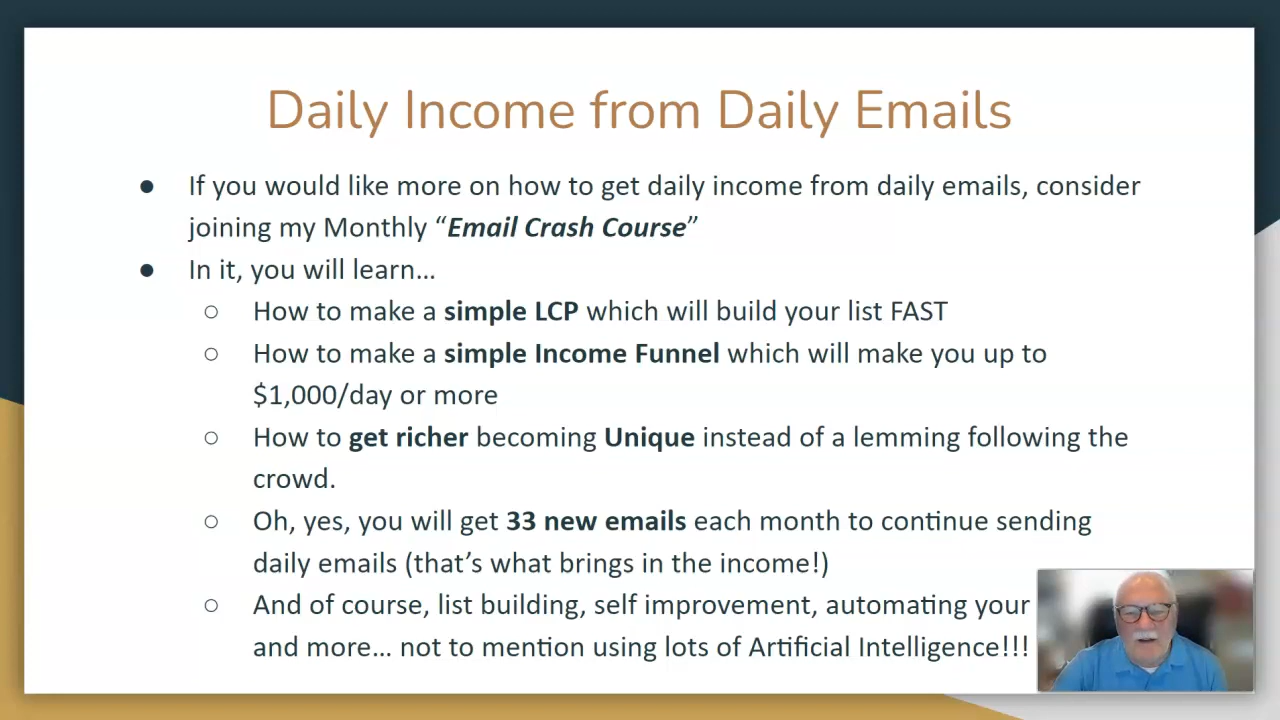 Daily Income from Daily Emails
● If you would like more on how to get daily income from daily emails, consider
joining my Monthly “Email Crash Course”
● In it, you will learn…
○ How to make a simple LCP which will build your list FAST
○ How to make a simple Income Funnel which will make you up to
$1,000/day or more
○ How to get richer becoming Unique instead of a lemming following the
crowd.
○ Oh, yes, you will get 33 new emails each month to continue sending
daily emails (that’s what brings in the income!)
○ And of course, list building, self improvement, automating your
and more… not to mention using lots of Artificial Intelligence!!!